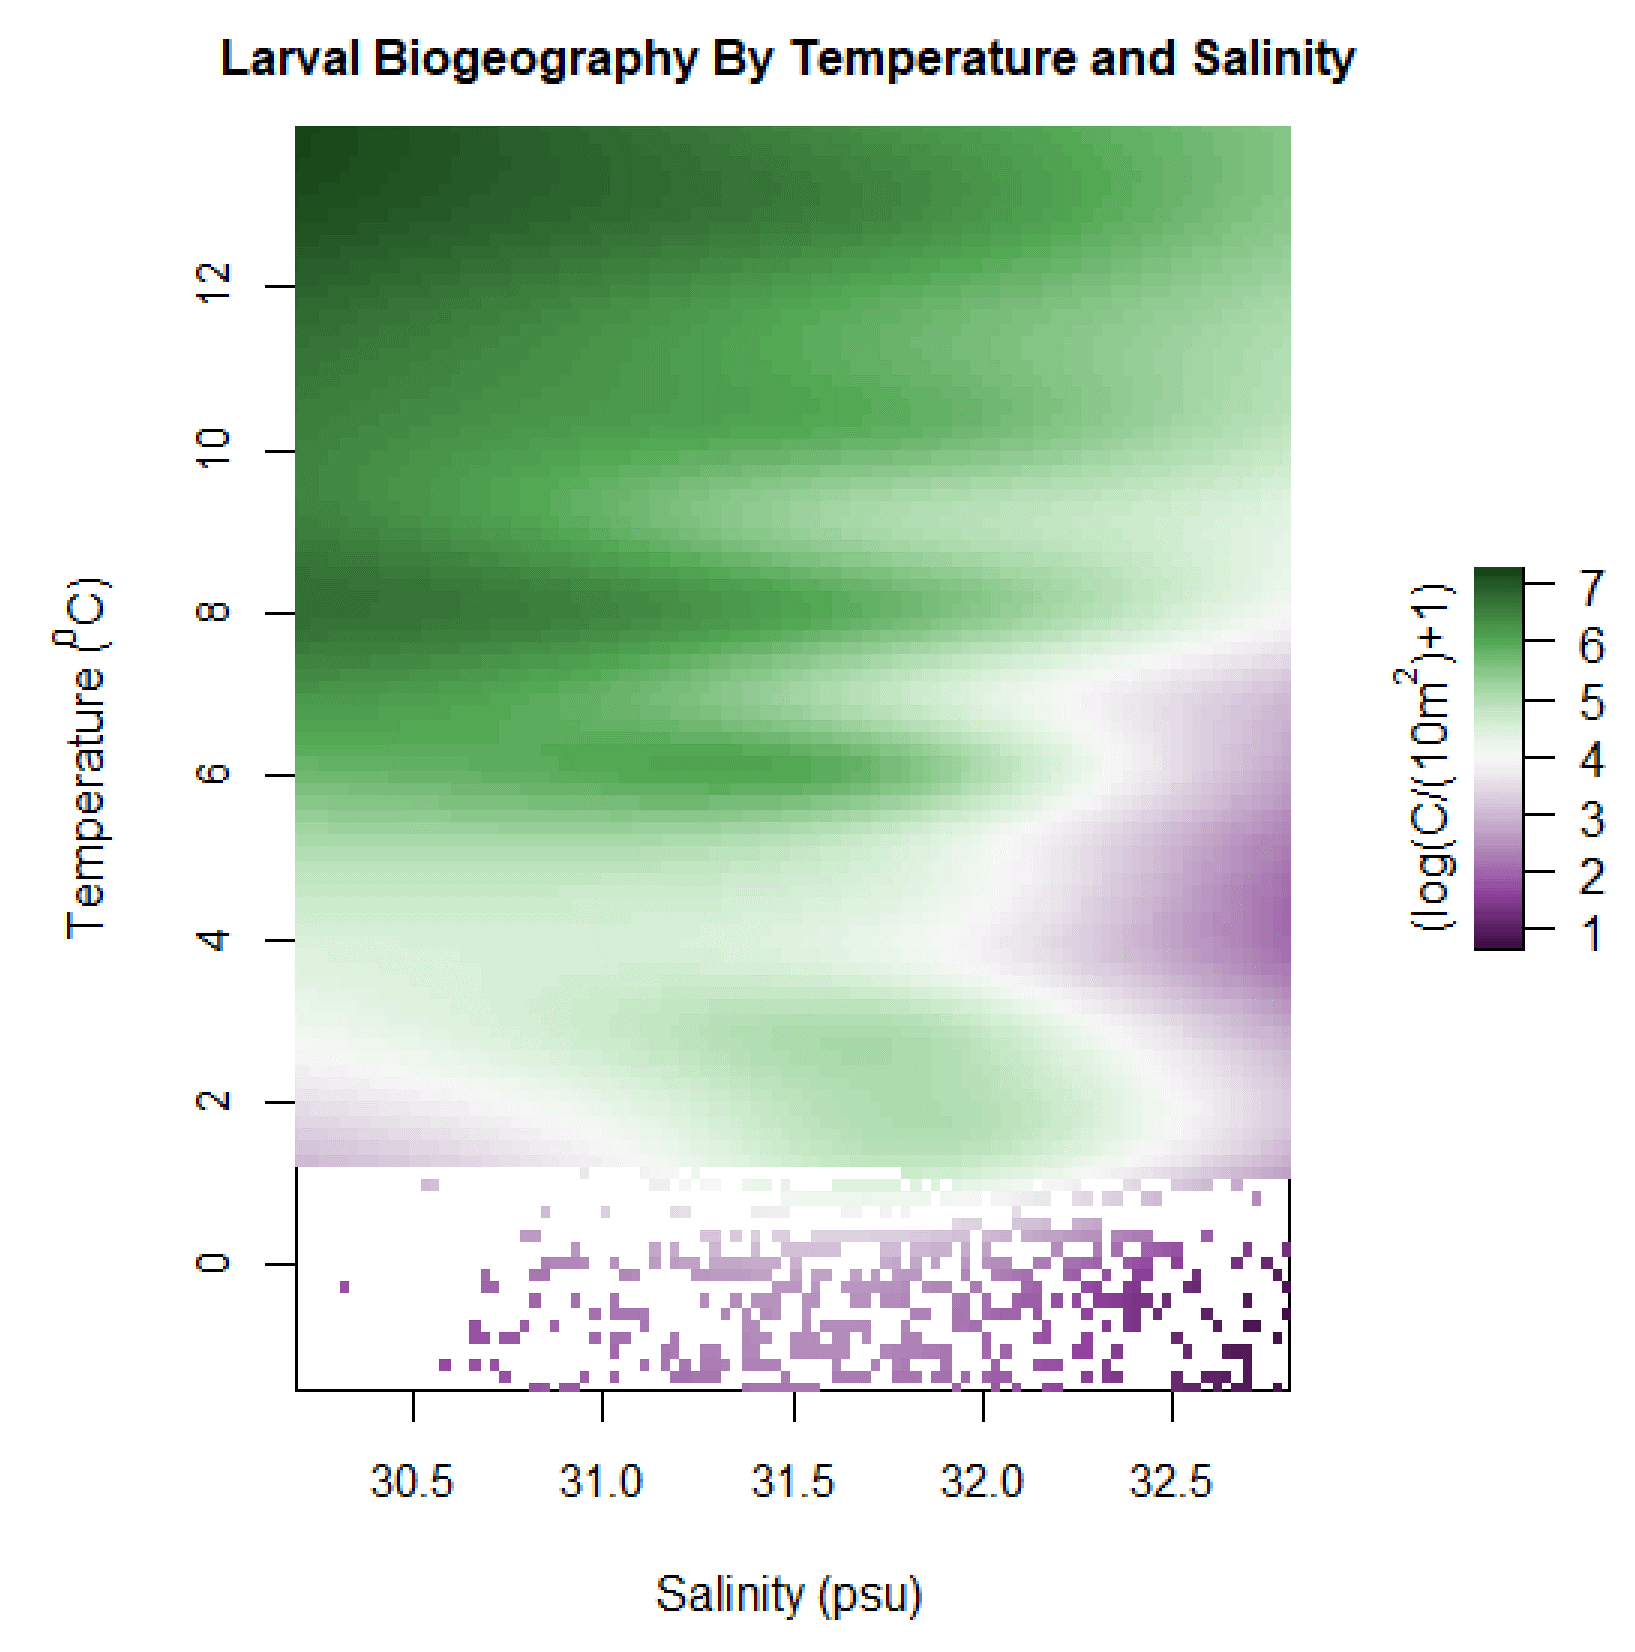 Larval Biogeography By Temperature and Salinity
Temperature (⁰C)
12
10
8
6
4
2
0
30.5 31.0 31.5 32.0 32.5
Salinity (psu)
(log(C/(10m²)+1)
7
6
5
4
3
2
1